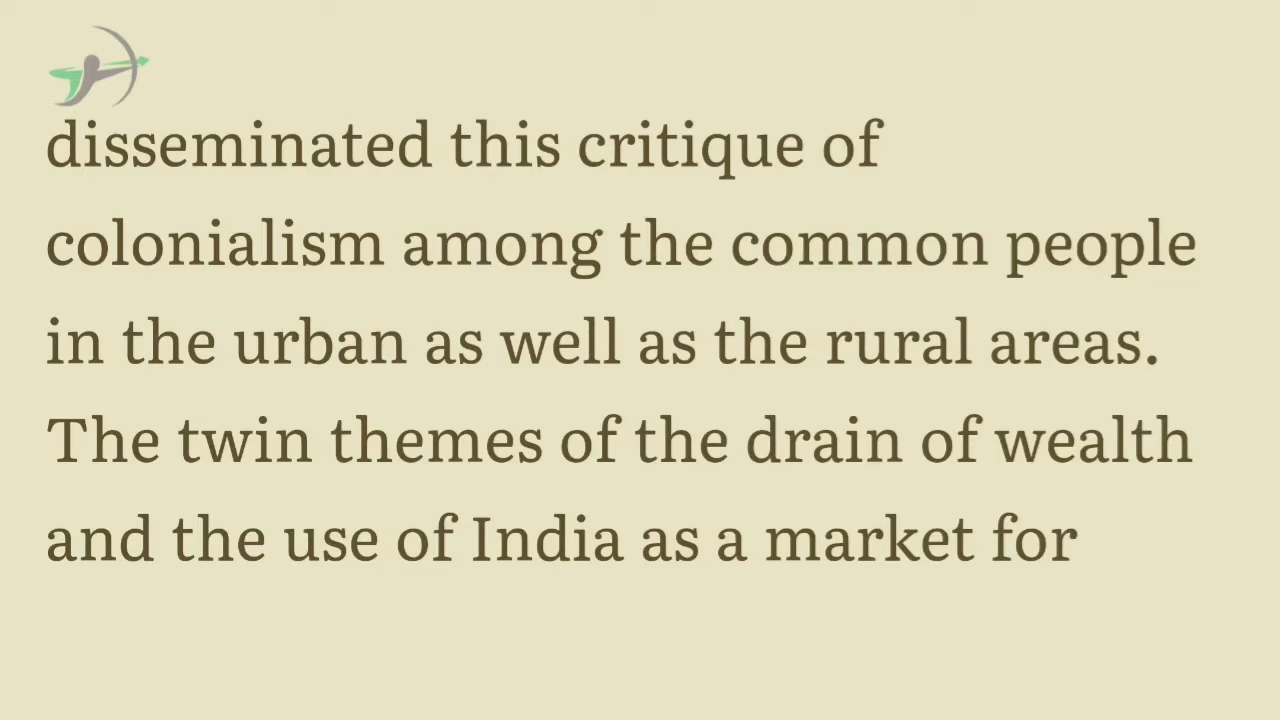 disseminated this critique of
colonialism among the common people
in the urban as well as the rural areas.
The twin themes of the drain of wealth
and the use of India as a market for